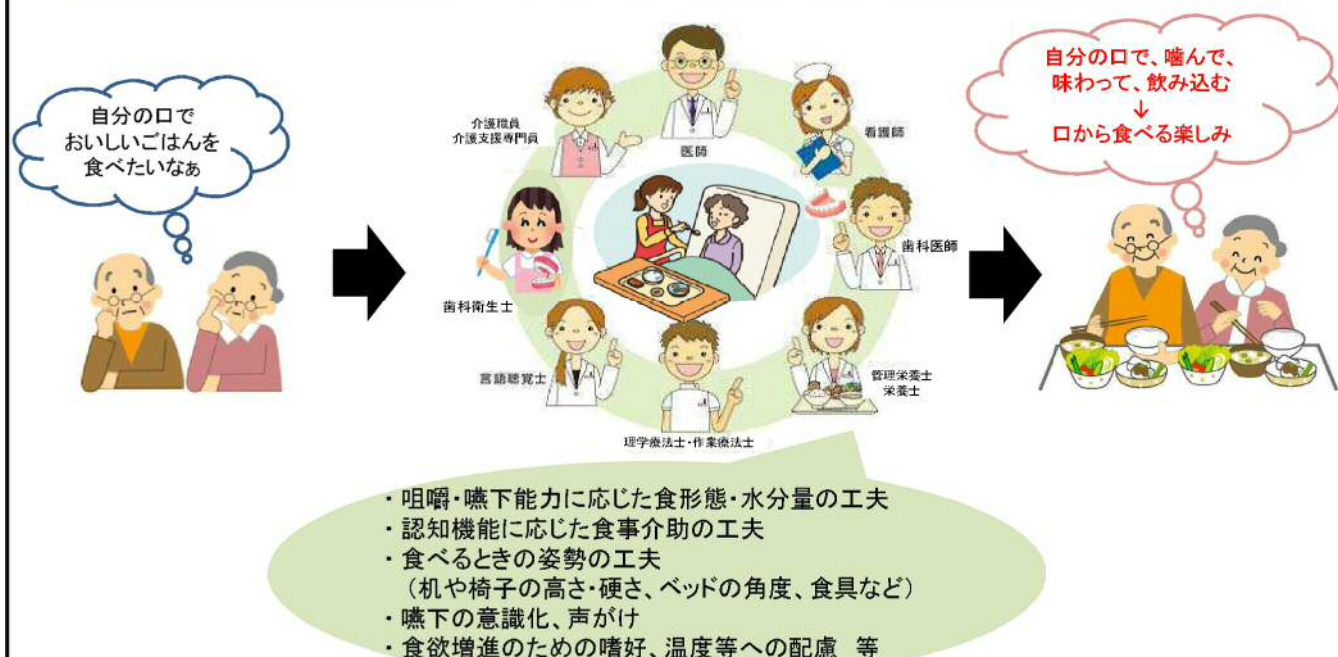 自分の口で
おいしいごはんを
食べたいなぁ
介護職員
介護支援専門員
医師
看護師
歯科医師
歯科衛生士
言語聴覚士
理学療法士・作業療法士
管理栄養士
栄養士
自分の口で、噛んで、
味わって、飲み込む
↓
口から食べる楽しみ
・咀嚼・嚥下能力に応じた食形態・水分量の工夫
・認知機能に応じた食事介助の工夫
・食べるときの姿勢の工夫
（机や椅子の高さ・硬さ、ベッドの角度、食具など）
・嚥下の意識化、声がけ
・食欲増進のための嗜好、温度等への配慮　等